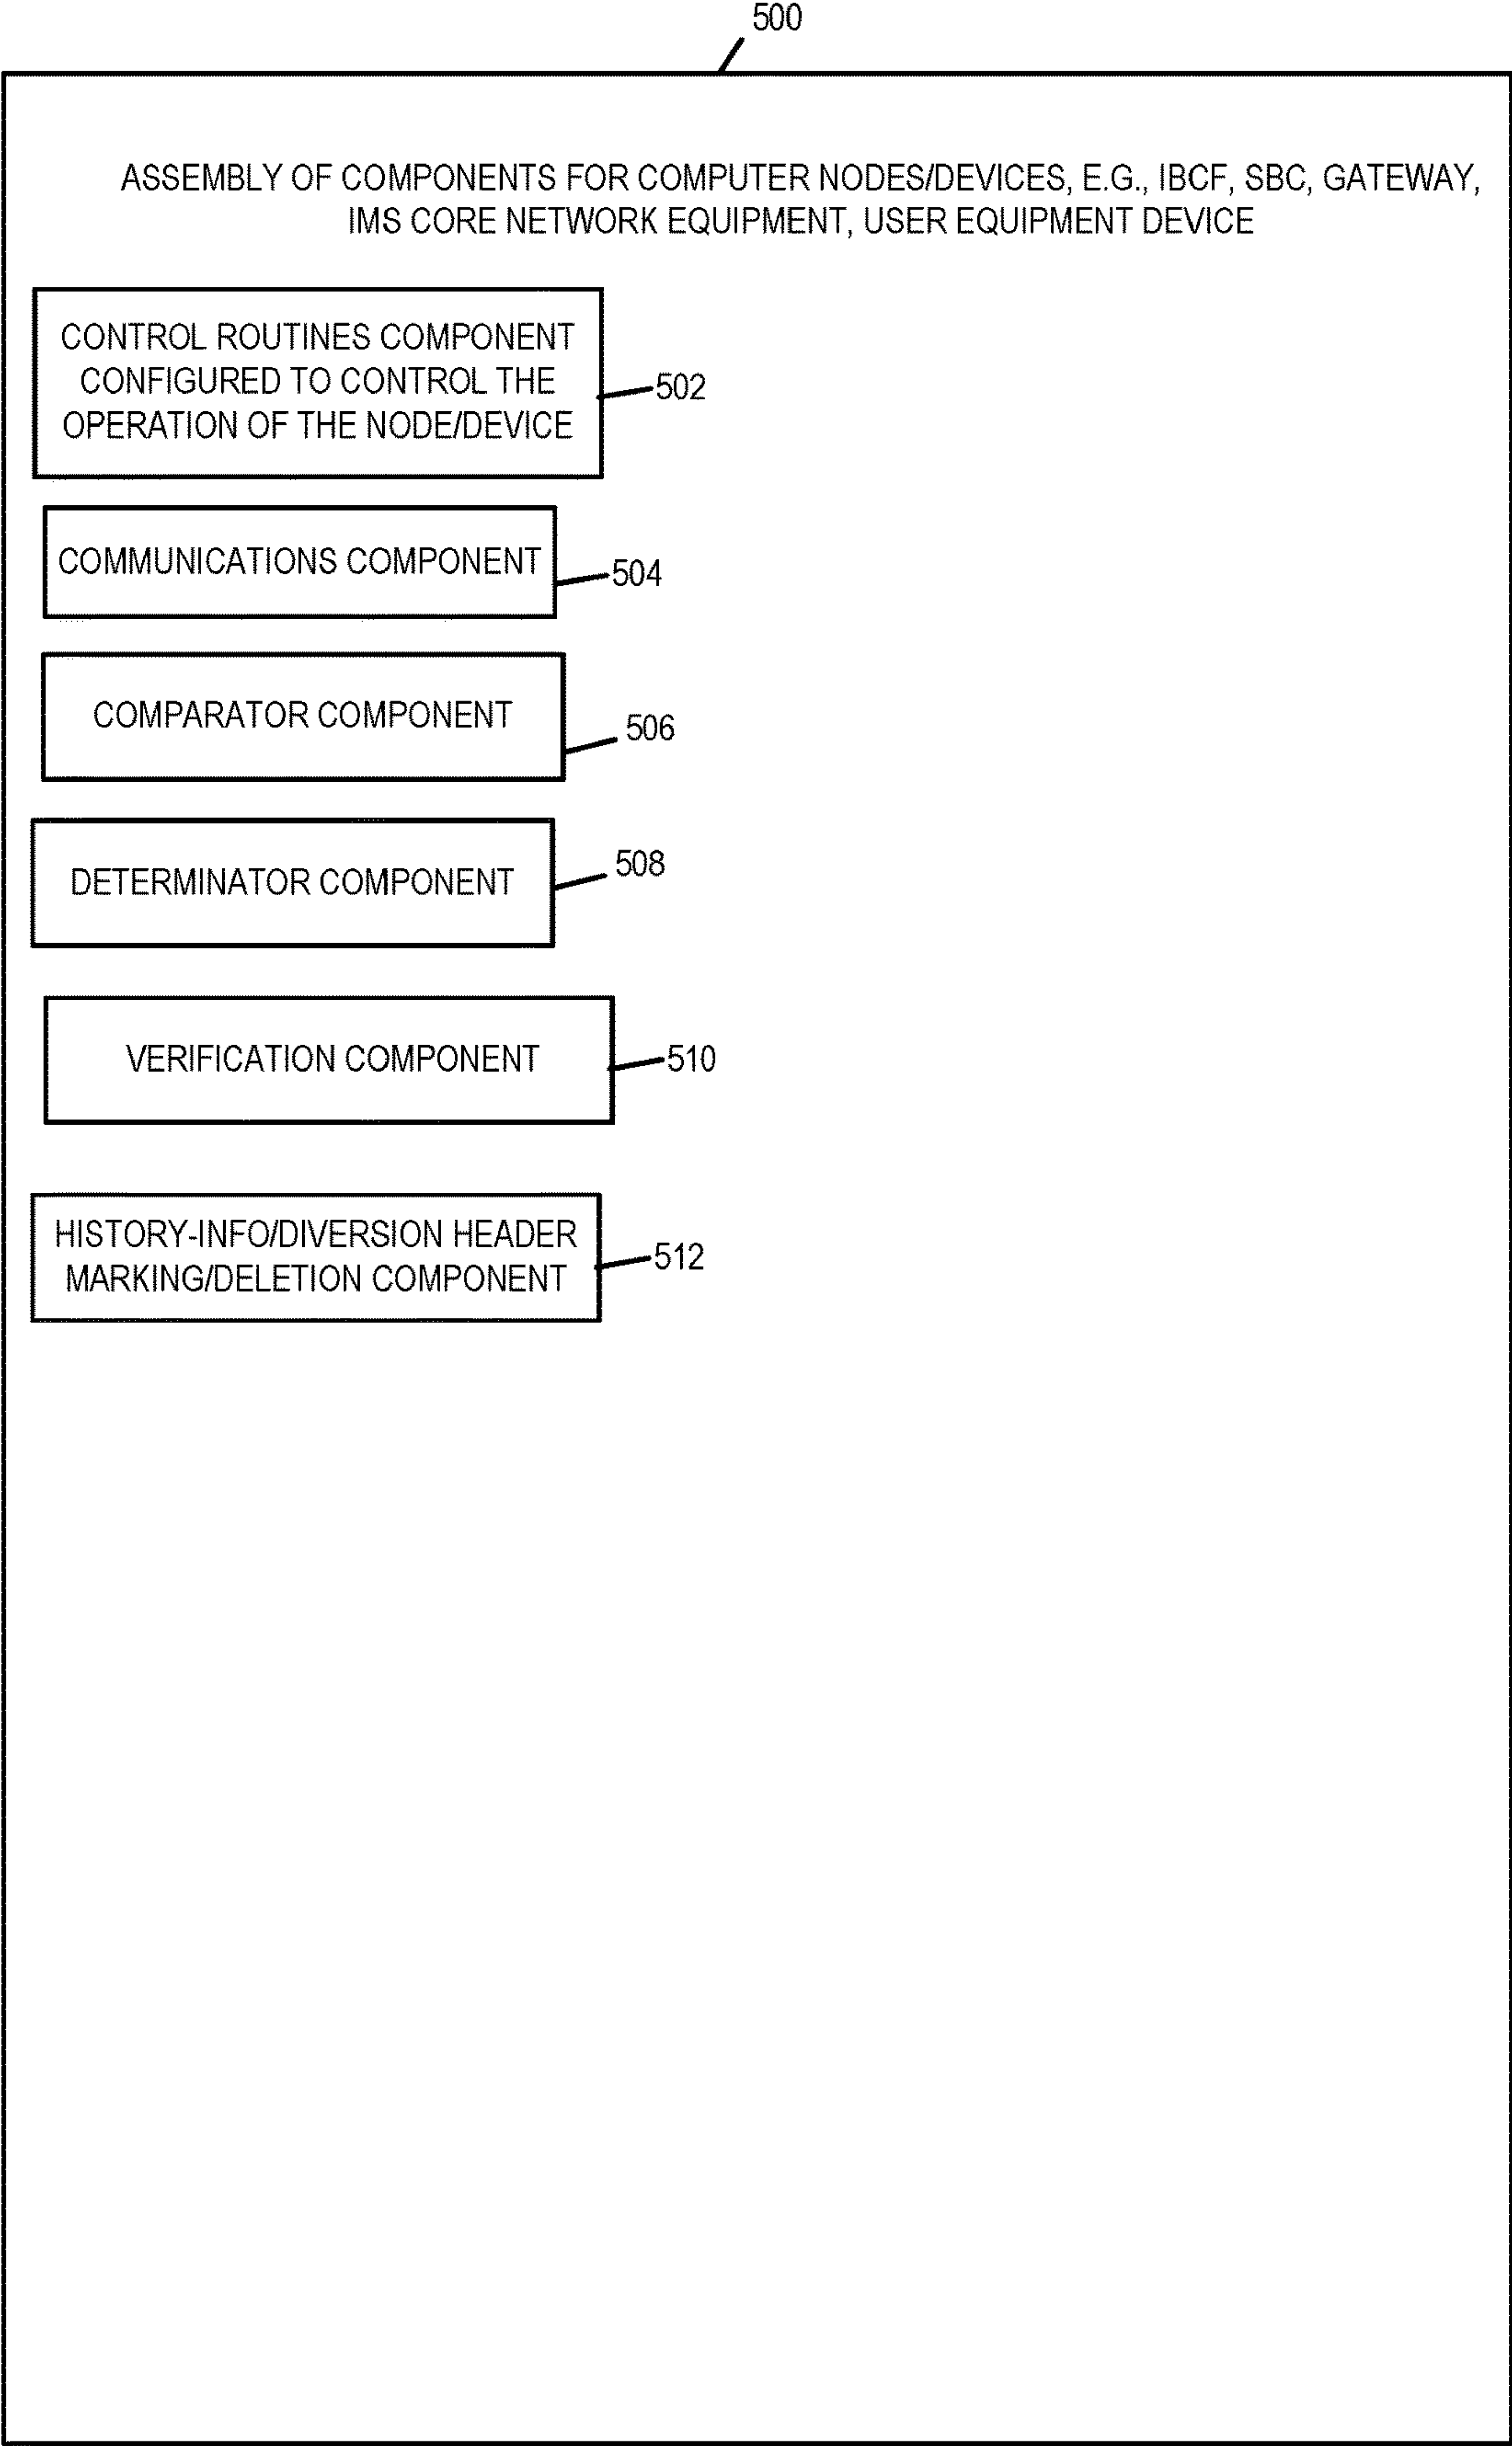 500
ASSEMBLY OF COMPONENTS FOR COMPUTER NODES/DEVICES, E.G., IBCF, SBC, GATEWAY,
IMS CORE NETWORK EQUIPMENT, USER EQUIPMENT DEVICE
CONTROL ROUTINES COMPONENT
CONFIGURED TO CONTROL THE
OPERATION OF THE NODE/DEVICE
502
COMMUNICATIONS COMPONENT
504
COMPARATOR COMPONENT
506
DETERMINATOR COMPONENT
508
VERIFICATION COMPONENT
510
HISTORY-INFO/DIVERSION HEADER
MARKING/DELETION COMPONENT
512